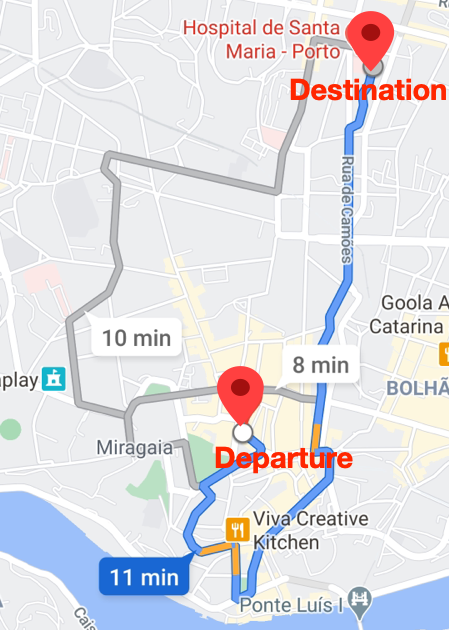 R
Hospital de Santa
Maria - Porto
Destination
Rua de Camões
Goola A
Catarina
10 min
8 min
play
BOLHÃ
Miragaia
Departure
Viva Creative
Kitchen
11 min
Ponte Luís I
Cais